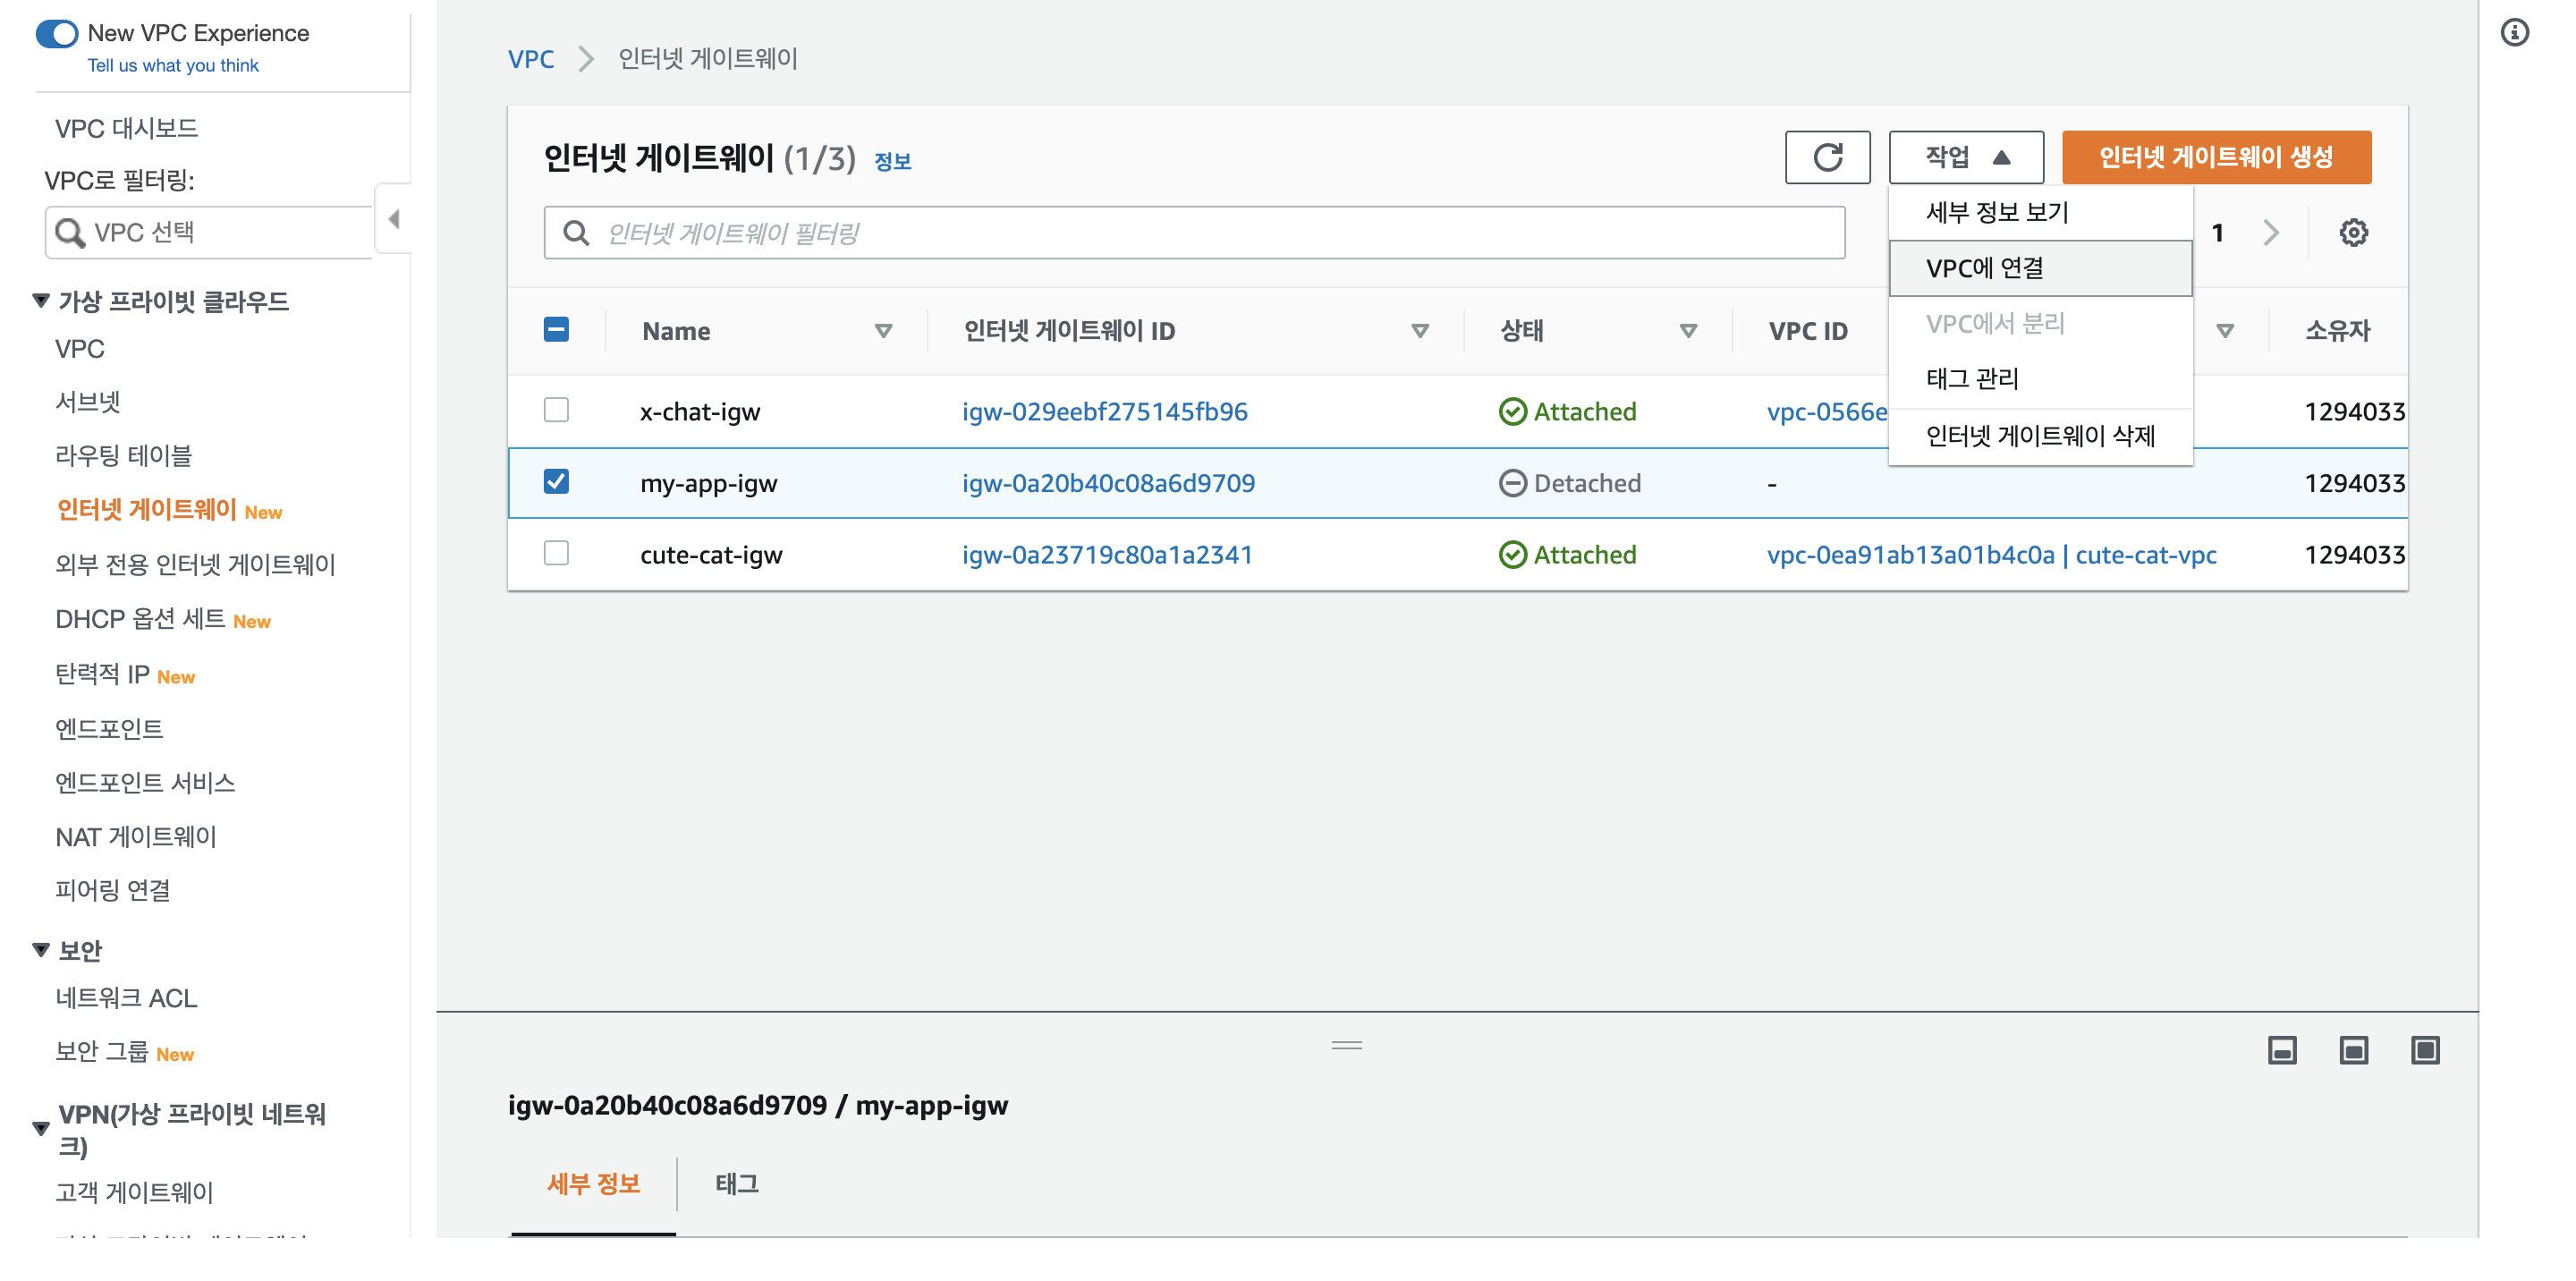 New VPC Experience
Tell us what you think
VPC 대시보드
VPC로 필터링:
VPC 선택
가상 프라이빗 클라우드
VPC
서브넷
라우팅 테이블
인터넷 게이트웨이 New
외부 전용 인터넷 게이트웨이
DHCP 옵션 세트 New
탄력적 IP New
엔드포인트
엔드포인트 서비스
NAT 게이트웨이
피어링 연결
보안
네트워크 ACL
보안 그룹 New
VPN(가상 프라이빗 네트워
크)
고객 게이트웨이
VPC 인터넷 게이트웨이
인터넷 게이트웨이 (1/3) 정보
작업
인터넷 게이트웨이 생성
인터넷 게이트웨이 필터링
1
세부 정보 보기
VPC에 연결
VPC에서 분리
태그 관리
인터넷 게이트웨이 삭제
Name 인터넷 게이트웨이 ID 상태 VPC ID 소유자
x-chat-igw igw-029eebf275145fb96 Attached vpc-0566e 1294033
my-app-igw igw-0a20b40c08a6d9709 Detached - 1294033
cute-cat-igw igw-0a23719c80a1a2341 Attached vpc-0ea91ab13a01b4c0a | cute-cat-vpc 1294033
igw-0a20b40c08a6d9709 / my-app-igw
세부 정보
태그